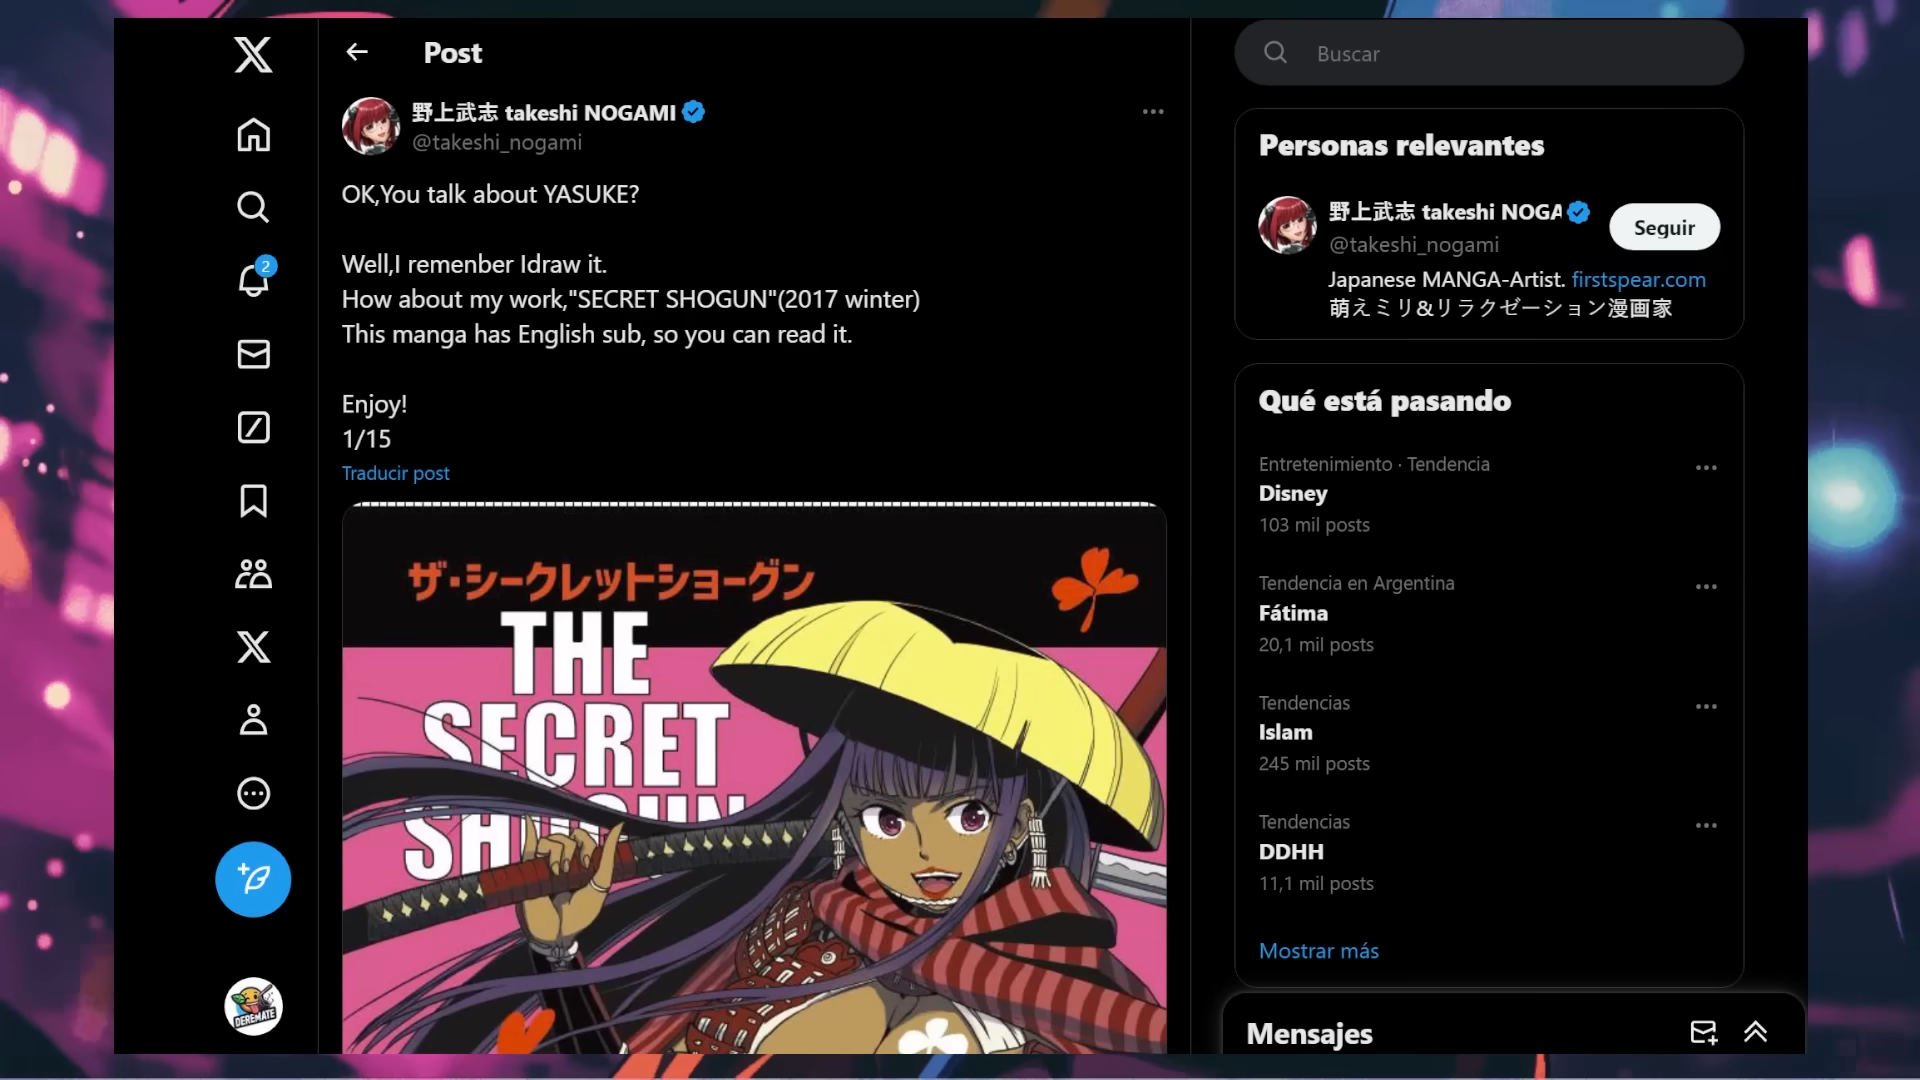 Post
野上武志 takeshi NOGAMI
@takeshi_nogami
OK,You talk about YASUKE?
Well,I remenber Idraw it.
How about my work,"SECRET SHOGUN"(2017 winter)
This manga has English sub, so you can read it.
Enjoy!
1/15
Traducir post
ザ・シークレットショーグン
THE
SECRET
SHOGUN
2
DEREMATE
Buscar
Personas relevantes
野上武志 takeshi NOGA
@takeshi_nogami
Seguir
Japanese MANGA-Artist. firstspear.com
萌えミリ&リラクゼーション漫画家
Qué está pasando
Entretenimiento · Tendencia
Disney
103 mil posts
Tendencia en Argentina
Fátima
20,1 mil posts
Tendencias
Islam
245 mil posts
Tendencias
DDHH
11,1 mil posts
Mostrar más
Mensajes